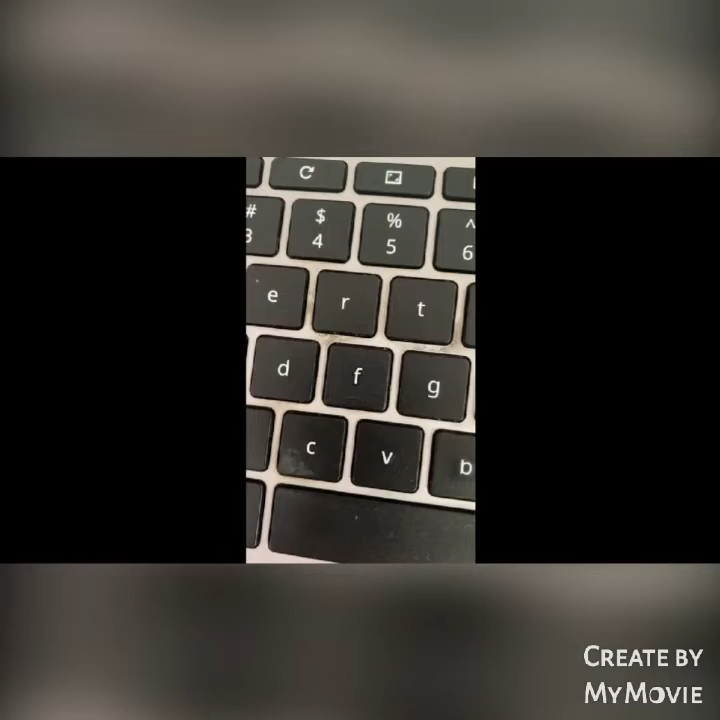 # $ % ^
3 4 5 6
e r t
d f g
c v b
CREATE BY
MYMOVIE